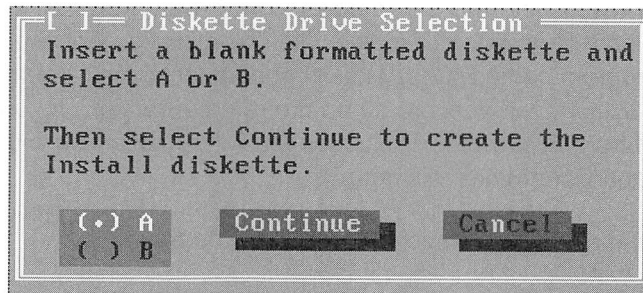 [ ] Diskette Drive Selection
Insert a blank formatted diskette and
select A or B.
Then select Continue to create the
Install diskette.
(•) A Continue Cancel
( ) B